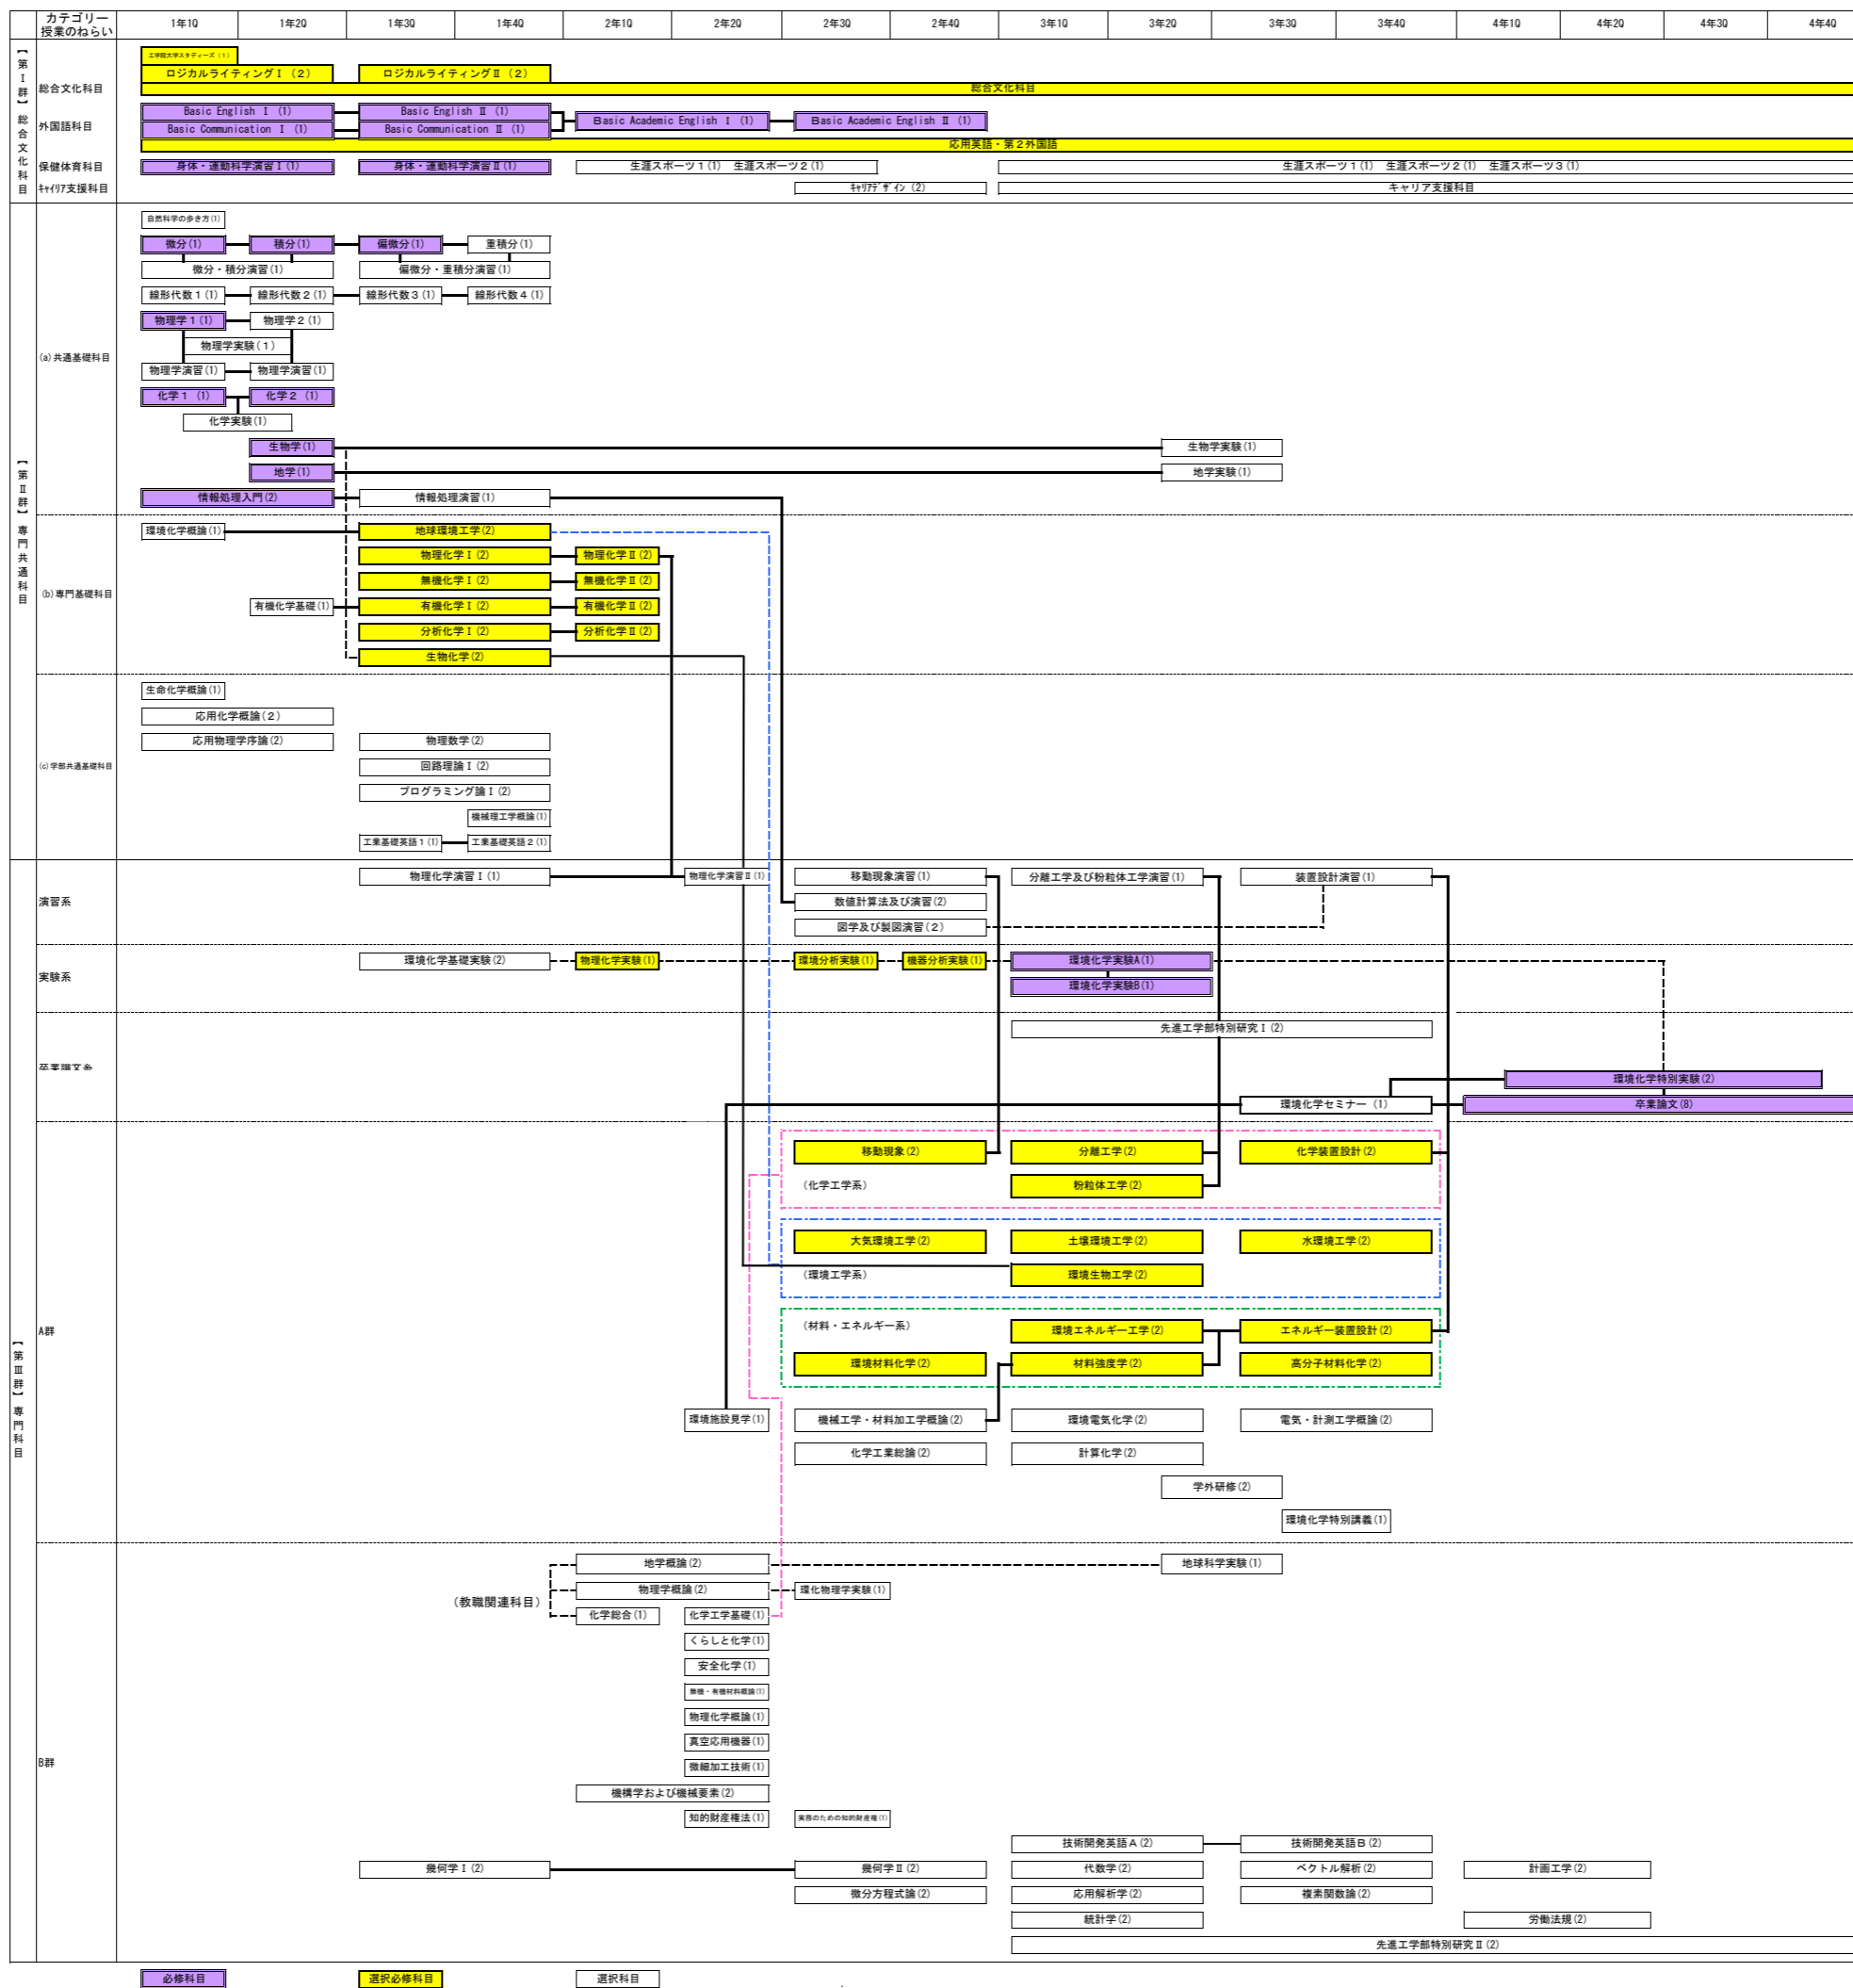 カテゴリー
授業のねらい
1年1Q 1年2Q 1年3Q 1年4Q 2年1Q 2年2Q 2年3Q 2年4Q 3年1Q 3年2Q 3年3Q 3年4Q 4年1Q 4年2Q 4年3Q 4年4Q
【第Ⅰ群】総合文化科目
工学院大学スタディーズ(1)
ロジカルライティングⅠ(2) ロジカルライティングⅡ(2)
総合文化科目 総合文化科目
Basic English Ⅰ (1) Basic English Ⅱ (1)
外国語科目 Basic Academic English Ⅰ (1) Basic Academic English Ⅱ (1)
Basic Communication Ⅰ (1) Basic Communication Ⅱ (1)
応用英語・第2外国語
保健体育科目 身体・運動科学演習Ⅰ(1) 身体・運動科学演習Ⅱ(1) 生涯スポーツ1(1) 生涯スポーツ2(1) 生涯スポーツ1(1) 生涯スポーツ2(1) 生涯スポーツ3(1)
キャリア支援科目 キャリアデザイン(2) キャリア支援科目
【第Ⅱ群】専門共通科目
自然科学の歩き方(1)
微分(1) 積分(1) 偏微分(1) 重積分(1)
微分・積分演習(1) 偏微分・重積分演習(1)
線形代数1(1) 線形代数2(1) 線形代数3(1) 線形代数4(1)
物理学1(1) 物理学2(1)
物理学実験(1)
(a)共通基礎科目
物理学演習(1) 物理学演習(1)
化学1 (1) 化学2 (1)
化学実験(1)
生物学(1) 生物学実験(1)
地学(1) 地学実験(1)
情報処理入門(2) 情報処理演習(1)
環境化学概論(1) 地球環境工学(2)
物理化学Ⅰ(2) 物理化学Ⅱ(2)
無機化学Ⅰ(2) 無機化学Ⅱ(2)
(b)専門基礎科目
有機化学基礎(1) 有機化学Ⅰ(2) 有機化学Ⅱ(2)
分析化学Ⅰ(2) 分析化学Ⅱ(2)
生物化学(2)
生命化学概論(1)
応用化学概論(2)
応用物理学序論(2) 物理数学(2)
(c)学部共通基礎科目 回路理論Ⅰ(2)
プログラミング論Ⅰ(2)
機械理工学概論(1)
工業基礎英語1(1) 工業基礎英語2(1)
【第Ⅲ群】専門科目
物理化学演習Ⅰ(1) 物理化学演習Ⅱ(1) 移動現象演習(1) 分離工学及び粉粒体工学演習(1) 装置設計演習(1)
演習系 数値計算法及び演習(2)
図学及び製図演習(2)
環境化学基礎実験(2) 物理化学実験(1) 環境分析実験(1) 機器分析実験(1) 環境化学実験A(1)
実験系 環境化学実験B(1)
先進工学部特別研究Ⅰ(2)
環境化学特別実験(2)
環境化学セミナー(1) 卒業論文(8)
移動現象(2) 分離工学(2) 化学装置設計(2)
(化学工学系) 粉粒体工学(2)
大気環境工学(2) 土壌環境工学(2) 水環境工学(2)
(環境工学系) 環境生物工学(2)
A群
(材料・エネルギー系) 環境エネルギー工学(2) エネルギー装置設計(2)
環境材料化学(2) 材料強度学(2) 高分子材料化学(2)
環境施設見学(1) 機械工学・材料加工学概論(2) 環境電気化学(2) 電気・計測工学概論(2)
化学工業総論(2) 計算化学(2)
学外研修(2)
環境化学特別講義(1)
地学概論(2) 地球科学実験(1)
(教職関連科目) 物理学概論(2) 環化物理学実験(1)
化学総合(1) 化学工学基礎(1)
くらしと化学(1)
安全化学(1)
無機・有機材料概論(1)
物理化学概論(1)
真空応用機器(1)
B群
微細加工技術(1)
機構学および機械要素(2)
知的財産権法(1) 実務のための知的財産権(1)
技術開発英語A(2) 技術開発英語B(2)
幾何学Ⅰ(2) 幾何学Ⅱ(2) 代数学(2) ベクトル解析(2) 計画工学(2)
微分方程式論(2) 応用解析学(2) 複素関数論(2)
統計学(2) 労働法規(2)
先進工学部特別研究Ⅱ(2)
必修科目 選択必修科目 選択科目